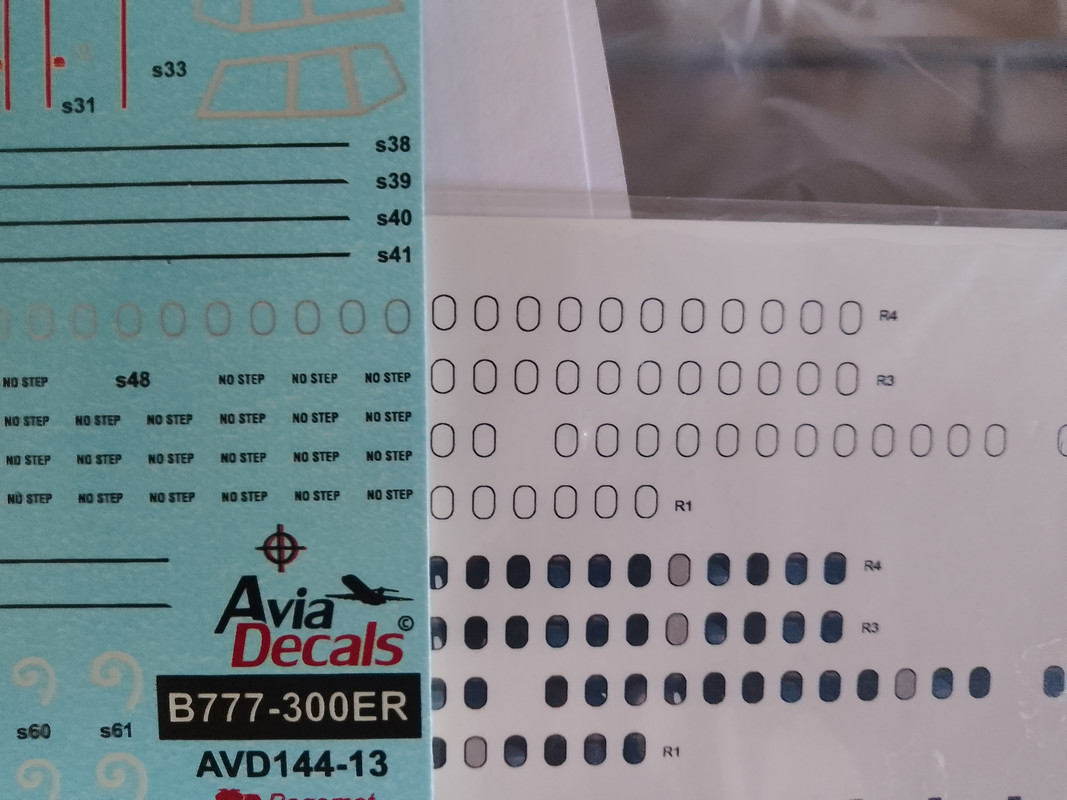 s33
s31
s38
s39
s40
s41
R4
NO STEP s48 NO STEP NO STEP NO STEP
R3
NO STEP NO STEP NO STEP NO STEP NO STEP NO STEP
NO STEP NO STEP NO STEP NO STEP NO STEP NO STEP
NO STEP NO STEP NO STEP NO STEP NO STEP NO STEP
R1
R4
Avia
Decals ©
R3
B777-300ER
s60 s61
R1
AVD144-13